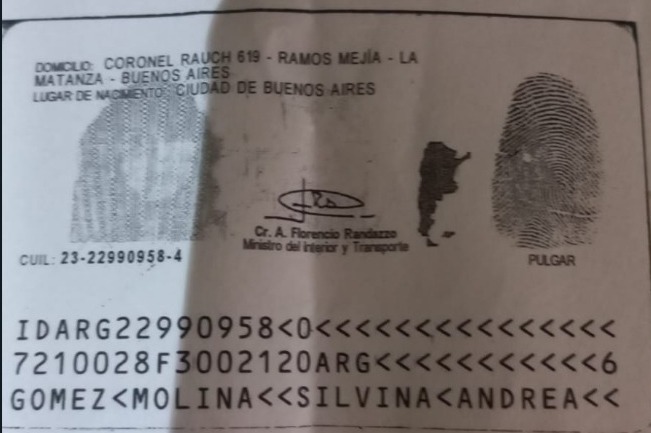 DOMICILIO: CORONEL RAUCH 619 - RAMOS MEJÍA - LA
MATANZA - BUENOS AIRES
LUGAR DE NACIMIENTO: CIUDAD DE BUENOS AIRES
Cr. A. Florencio Randazzo
Ministro del Interior y Transporte
CUIL: 23-22990958-4
PULGAR
IDARG22990958<0<<<<<<<<<<<<<<<
7210028F3002120ARG<<<<<<<<<<<6
GOMEZ<MOLINA<<SILVINA<ANDREA<<